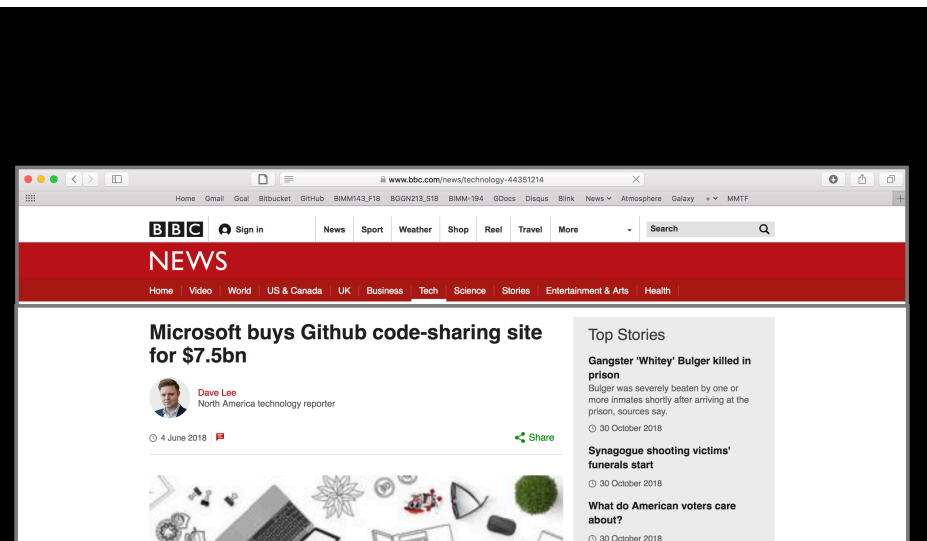 www.bbc.com/news/technology-44351214
Home Gmail Gcal Bitbucket GitHub BIMM143_F18 BGGN213_S18 BIMM-194 GDocs Disqus Blink News Atmosphere Galaxy + MMTF
BBC Sign in News Sport Weather Shop Reel Travel More Search
NEWS
Home Video World US & Canada UK Business Tech Science Stories Entertainment & Arts Health
Microsoft buys Github code-sharing site
for $7.5bn
Dave Lee
North America technology reporter
4 June 2018
Share
Top Stories
Gangster 'Whitey' Bulger killed in
prison
Bulger was severely beaten by one or
more inmates shortly after arriving at the
prison, sources say.
30 October 2018
Synagogue shooting victims'
funerals start
30 October 2018
What do American voters care
about?
30 October 2018